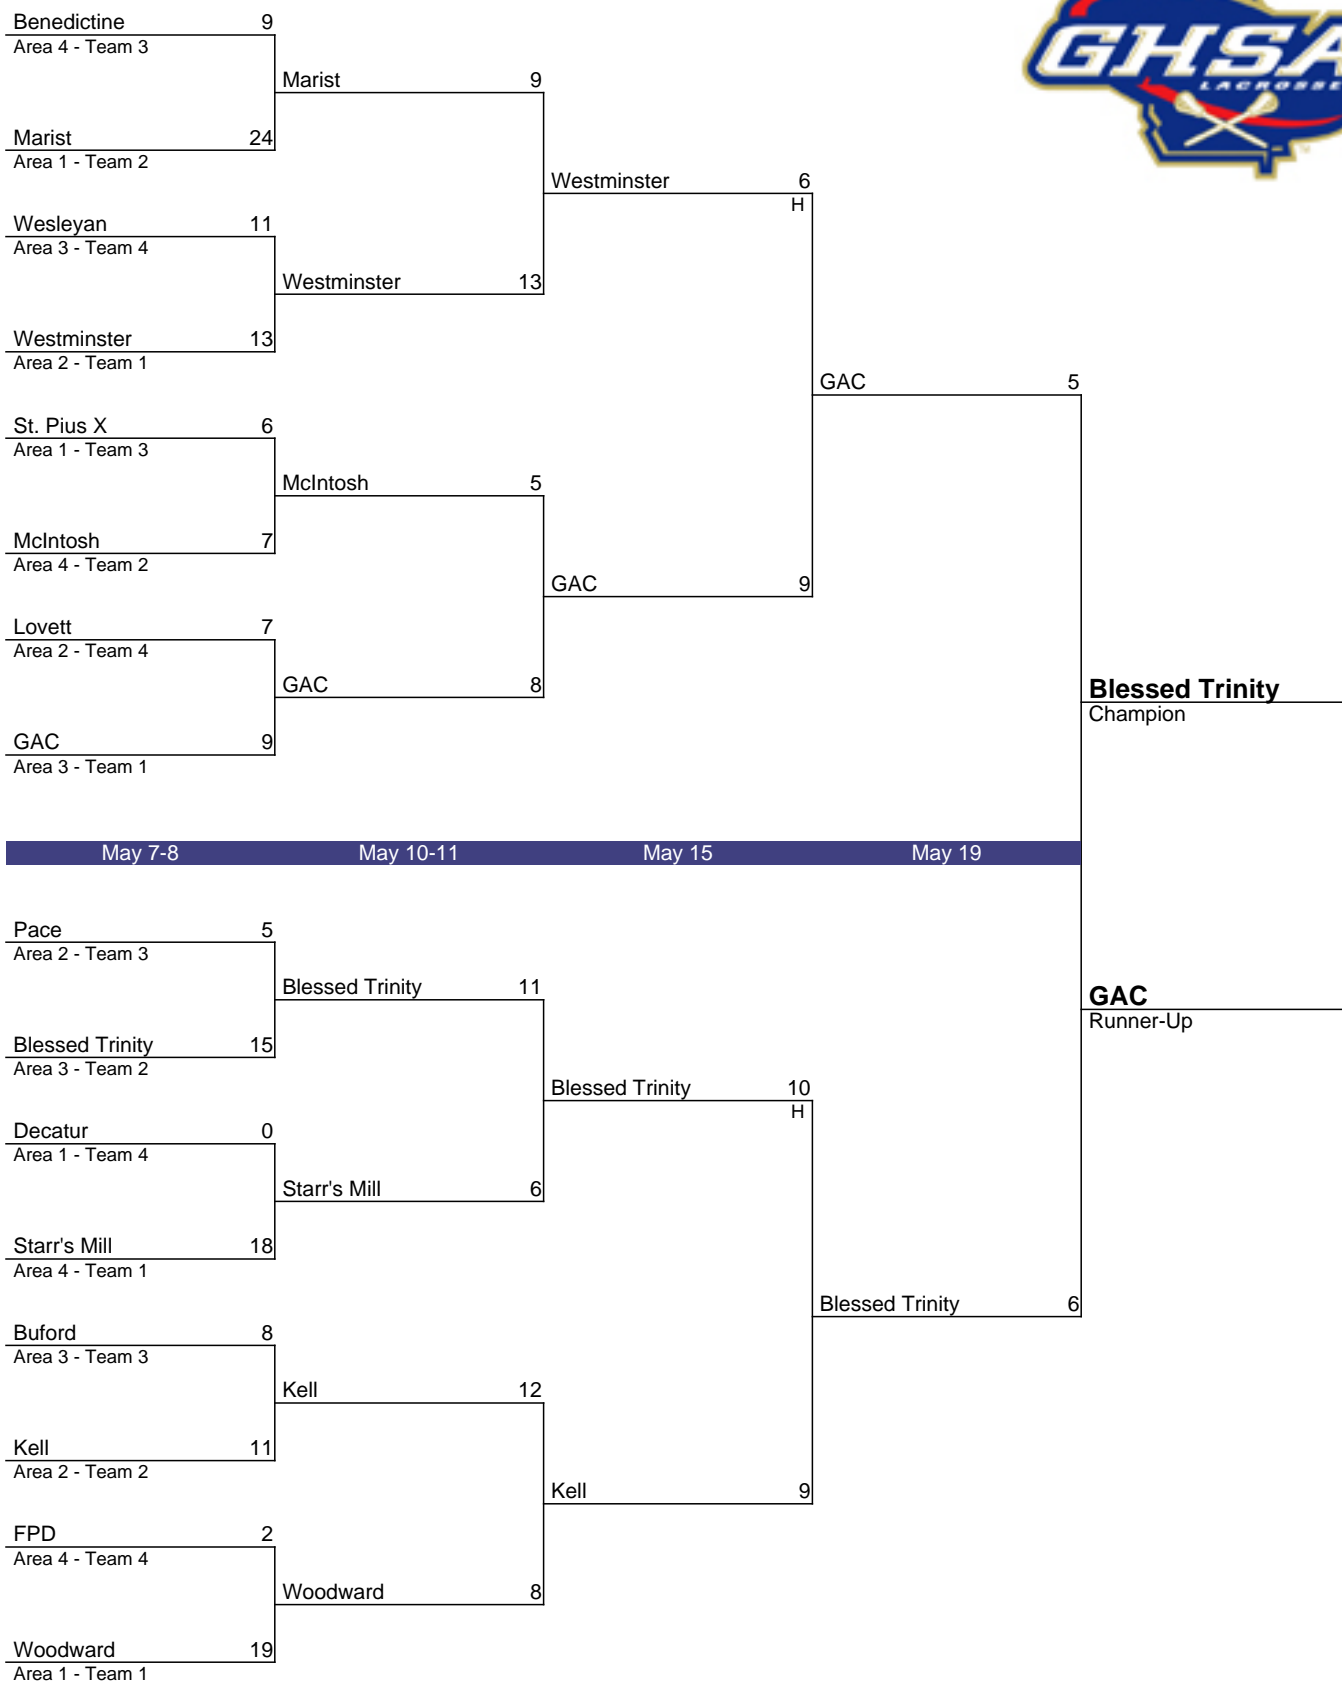 GHSA
LACROSSE
Benedictine 9
Area 4 - Team 3
Marist 9
Marist 24
Area 1 - Team 2
Westminster 6
H
Wesleyan 11
Area 3 - Team 4
Westminster 13
Westminster 13
Area 2 - Team 1
GAC 5
St. Pius X 6
Area 1 - Team 3
McIntosh 5
McIntosh 7
Area 4 - Team 2
GAC 9
Lovett 7
Area 2 - Team 4
GAC 8
Blessed Trinity
Champion
GAC 9
Area 3 - Team 1
May 7-8 May 10-11 May 15 May 19
Pace 5
Area 2 - Team 3
Blessed Trinity 11
GAC
Runner-Up
Blessed Trinity 15
Area 3 - Team 2
Blessed Trinity 10
H
Decatur 0
Area 1 - Team 4
Starr's Mill 6
Starr's Mill 18
Area 4 - Team 1
Blessed Trinity 6
Buford 8
Area 3 - Team 3
Kell 12
Kell 11
Area 2 - Team 2
Kell 9
FPD 2
Area 4 - Team 4
Woodward 8
Woodward 19
Area 1 - Team 1